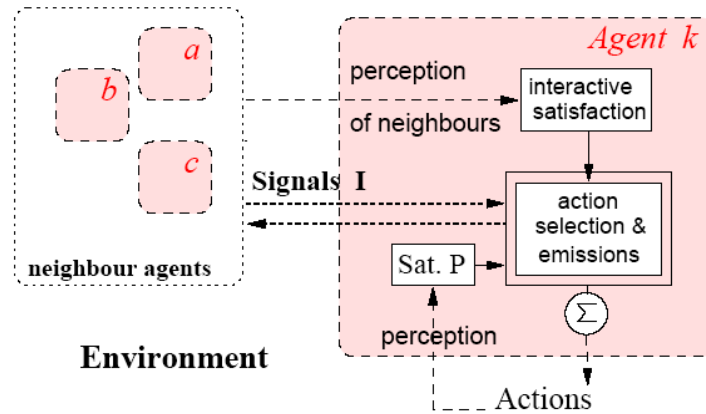 a
b
c
neighbour agents
Environment
Signals I
Agent k
perception
of neighbours
interactive
satisfaction
action
selection &
emissions
Sat. P
Σ
perception
Actions